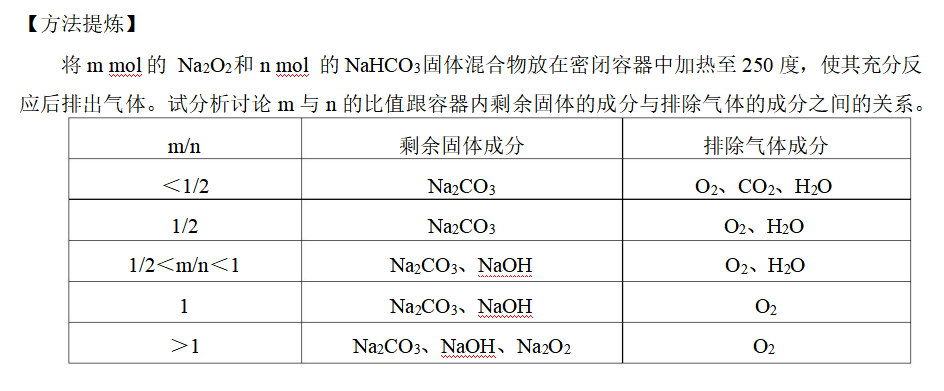 【方法提炼】
将 m mol 的 Na₂O₂和 n mol 的 NaHCO₃固体混合物放在密闭容器中加热至 250 度，使其充分反
应后排出气体。试分析讨论 m 与 n 的比值跟容器内剩余固体的成分与排除气体的成分之间的关系。
m/n 剩余固体成分 排除气体成分
＜1/2 Na₂CO₃ O₂、CO₂、H₂O
1/2 Na₂CO₃ O₂、H₂O
1/2＜m/n＜1 Na₂CO₃、NaOH O₂、H₂O
1 Na₂CO₃、NaOH O₂
＞1 Na₂CO₃、NaOH、Na₂O₂ O₂